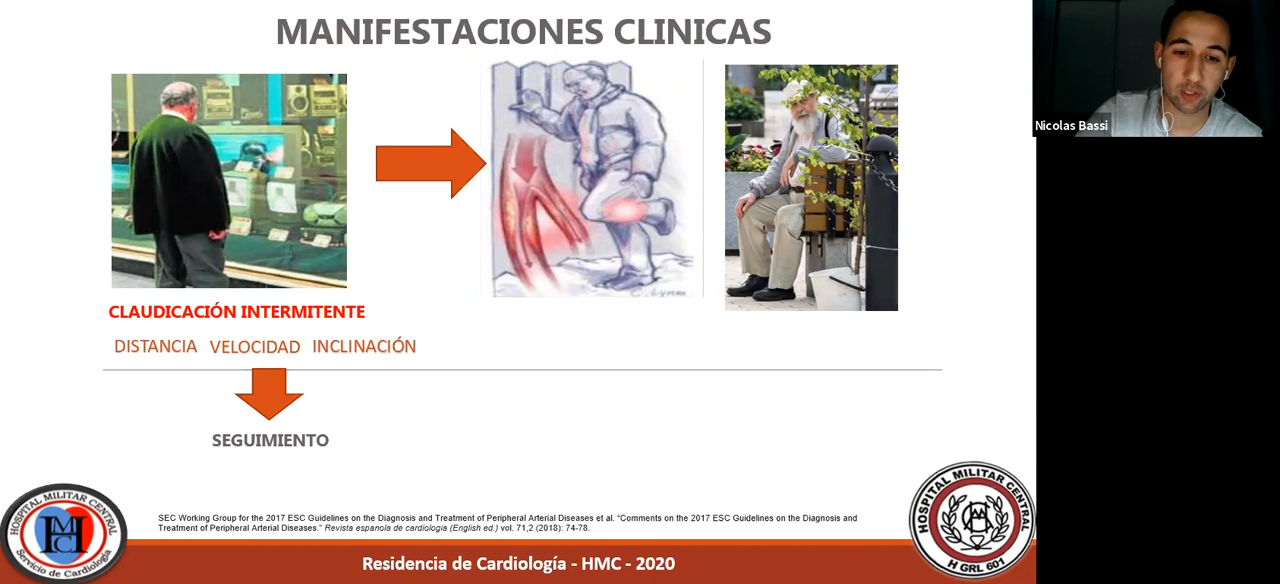 MANIFESTACIONES CLINICAS
Nicolas Bassi
C. Lynm
CLAUDICACIÓN INTERMITENTE
DISTANCIA VELOCIDAD INCLINACIÓN
SEGUIMIENTO
HOSPITAL MILITAR CENTRAL
HMC
Servicio de Cardiología
HOSPITAL MILITAR CENTRAL
H GRL 601
SEC Working Group for the 2017 ESC Guidelines on the Diagnosis and Treatment of Peripheral Arterial Diseases et al. “Comments on the 2017 ESC Guidelines on the Diagnosis and
Treatment of Peripheral Arterial Diseases.” Revista espanola de cardiologia (English ed.) vol. 71,2 (2018): 74-78.
Residencia de Cardiología - HMC - 2020